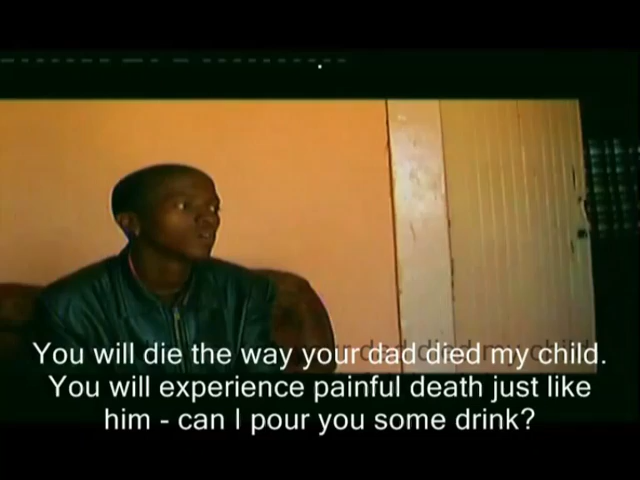 You will die the way your dad died my child.
You will experience painful death just like
him - can I pour you some drink?